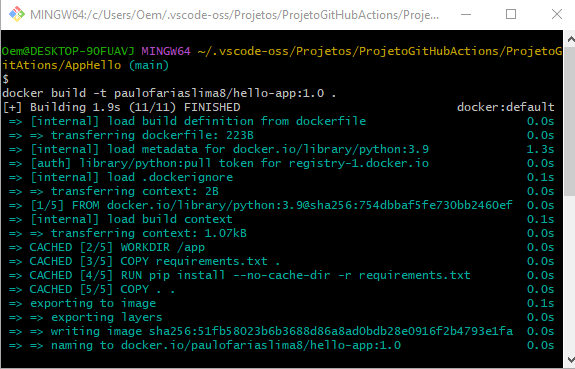 MINGW64:/c/Users/Oem/.vscode-oss/Projetos/ProjetoGitHubActions/Proje...
Oem@DESKTOP-9OFUAVJ MINGW64 ~/.vscode-oss/Projetos/ProjetoGitHubActions/ProjetoG
itAtions/AppHello (main)
$
docker build -t paulofariaslima8/hello-app:1.0 .
[+] Building 1.9s (11/11) FINISHED docker:default
=> [internal] load build definition from dockerfile 0.0s
=> => transferring dockerfile: 223B 0.0s
=> [internal] load metadata for docker.io/library/python:3.9 1.3s
=> [auth] library/python:pull token for registry-1.docker.io 0.0s
=> [internal] load .dockerignore 0.1s
=> => transferring context: 2B 0.0s
=> [1/5] FROM docker.io/library/python:3.9@sha256:754dbbaf5fe730bb2460ef 0.0s
=> [internal] load build context 0.1s
=> => transferring context: 1.07kB 0.0s
=> CACHED [2/5] WORKDIR /app 0.0s
=> CACHED [3/5] COPY requirements.txt . 0.0s
=> CACHED [4/5] RUN pip install --no-cache-dir -r requirements.txt 0.0s
=> CACHED [5/5] COPY . . 0.0s
=> exporting to image 0.1s
=> => exporting layers 0.0s
=> => writing image sha256:51fb58023b6b3688d86a8ad0bdb28e0916f2b4793e1fa 0.0s
=> => naming to docker.io/paulofariaslima8/hello-app:1.0 0.0s